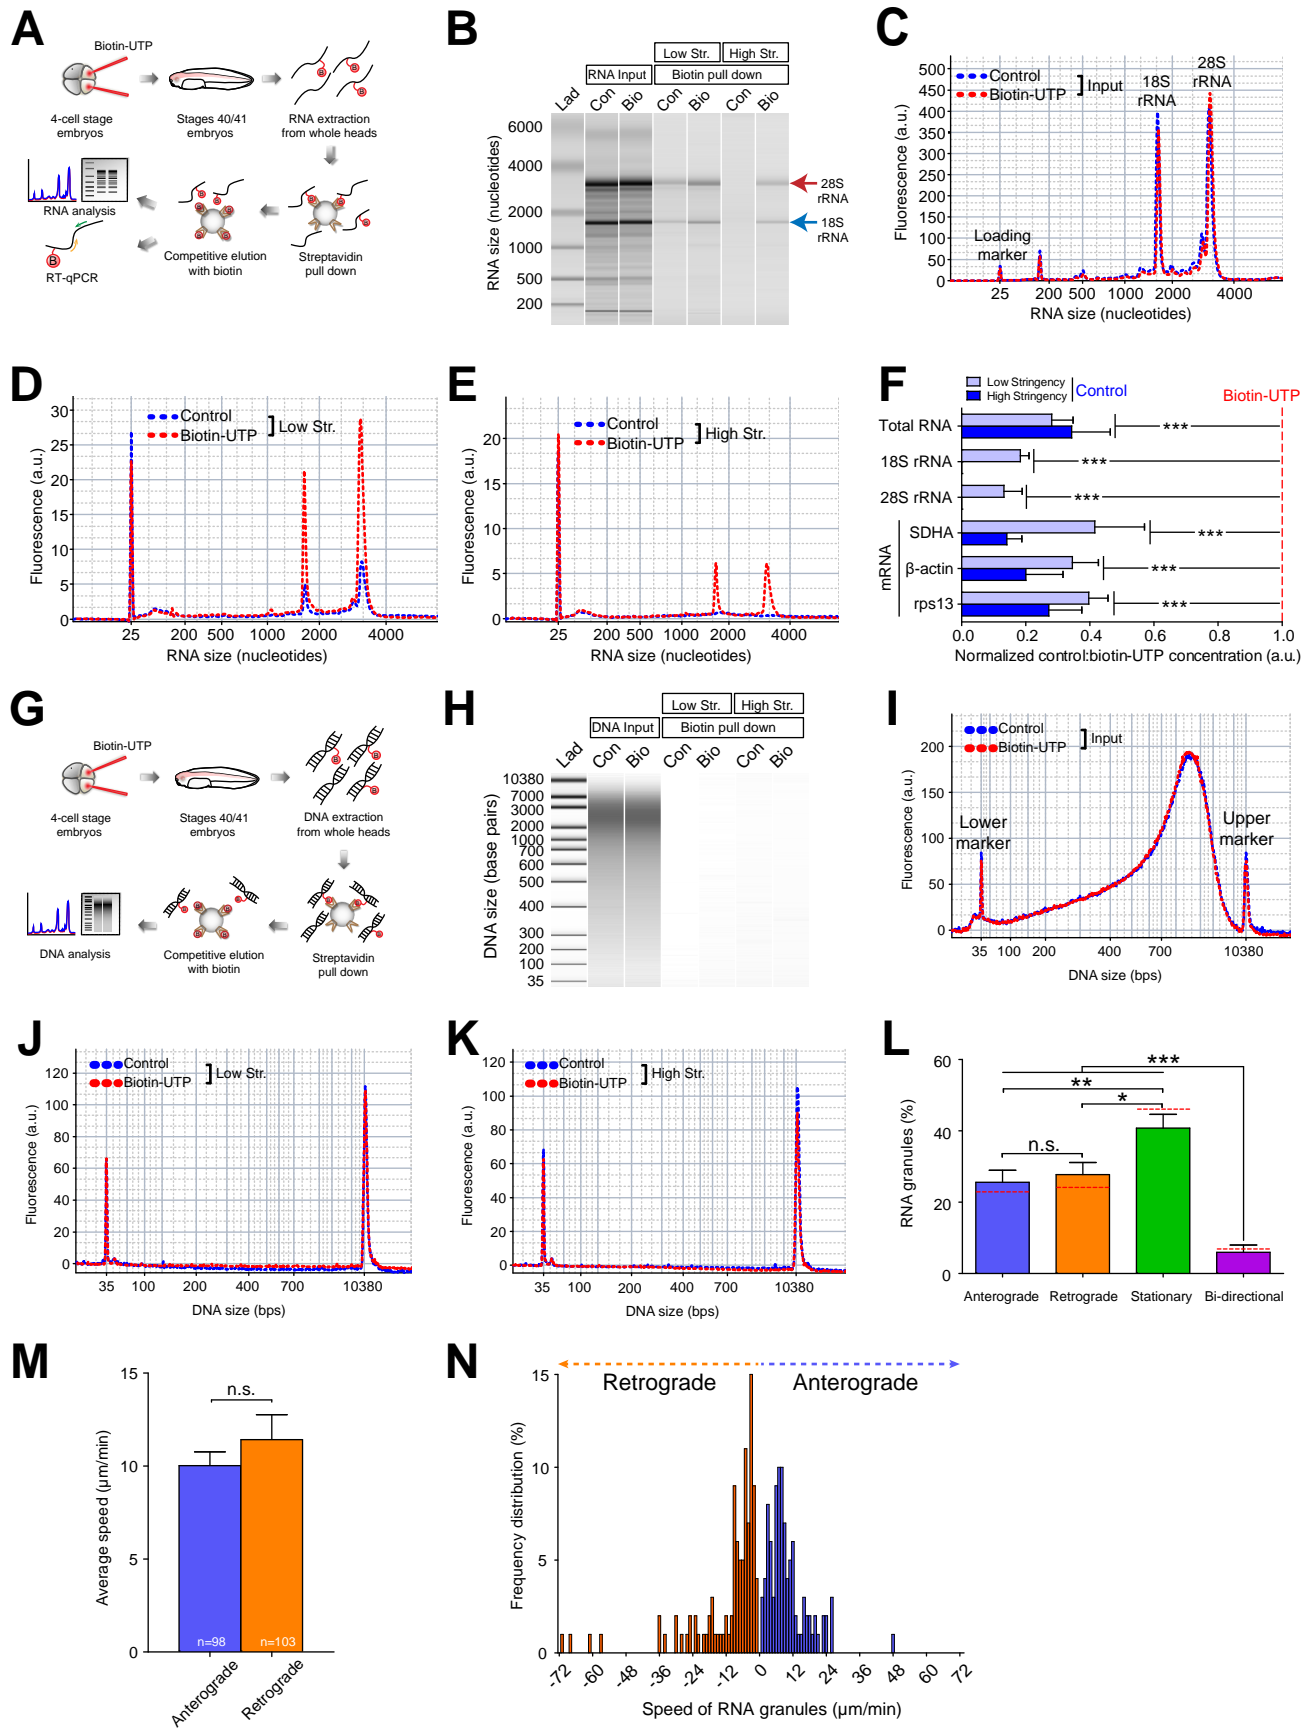 A
Biotin-UTP
4-cell stage
embryos
Stages 40/41
embryos
RNA extraction
from whole heads
RNA analysis
B
RT-qPCR
Competitive elution
with biotin
Streptavidin
pull down
B
Low Str.
High Str.
RNA Input
Biotin pull down
Lad
Con
Bio
Con
Bio
Con
Bio
RNA size (nucleotides)
6000
4000
2000
1000
500
200
28S
rRNA
18S
rRNA
C
Control
Biotin-UTP
Input
18S
rRNA
28S
rRNA
Loading
marker
Fluorescence (a.u.)
500
450
400
350
300
250
200
150
100
50
0
25
200
500
1000
2000
4000
RNA size (nucleotides)
D
Control
Biotin-UTP
Low Str.
Fluorescence (a.u.)
30
25
20
15
10
5
0
25
200
500
1000
2000
4000
RNA size (nucleotides)
E
Control
Biotin-UTP
High Str.
Fluorescence (a.u.)
20
15
10
5
0
25
200
500
1000
2000
4000
RNA size (nucleotides)
F
Low Stringency
High Stringency
Control
Biotin-UTP
Total RNA
***
18S rRNA
***
28S rRNA
***
mRNA
SDHA
***
β-actin
***
rps13
***
0.0
0.2
0.4
0.6
0.8
1.0
Normalized control:biotin-UTP concentration (a.u.)
G
Biotin-UTP
4-cell stage
embryos
Stages 40/41
embryos
DNA extraction
from whole heads
DNA analysis
Competitive elution
with biotin
Streptavidin
pull down
H
Low Str.
High Str.
DNA Input
Biotin pull down
Lad
Con
Bio
Con
Bio
Con
Bio
DNA size (base pairs)
10380
7000
3000
2000
1000
700
600
500
400
300
200
100
35
I
Control
Biotin-UTP
Input
Lower
marker
Upper
marker
Fluorescence (a.u.)
200
150
100
50
0
35
100
200
400
700
10380
DNA size (bps)
J
Control
Biotin-UTP
Low Str.
Fluorescence (a.u.)
120
100
80
60
40
20
0
35
100
200
400
700
10380
DNA size (bps)
K
Control
Biotin-UTP
High Str.
Fluorescence (a.u.)
120
100
80
60
40
20
0
35
100
200
400
700
10380
DNA size (bps)
L
RNA granules (%)
60
40
20
0
***
**
*
n.s.
Anterograde
Retrograde
Stationary
Bi-directional
M
Average speed (µm/min)
15
10
5
0
n.s.
n=98
n=103
Anterograde
Retrograde
N
Retrograde
Anterograde
Frequency distribution (%)
15
10
5
0
-72
-60
-48
-36
-24
-12
0
12
24
36
48
60
72
Speed of RNA granules (µm/min)